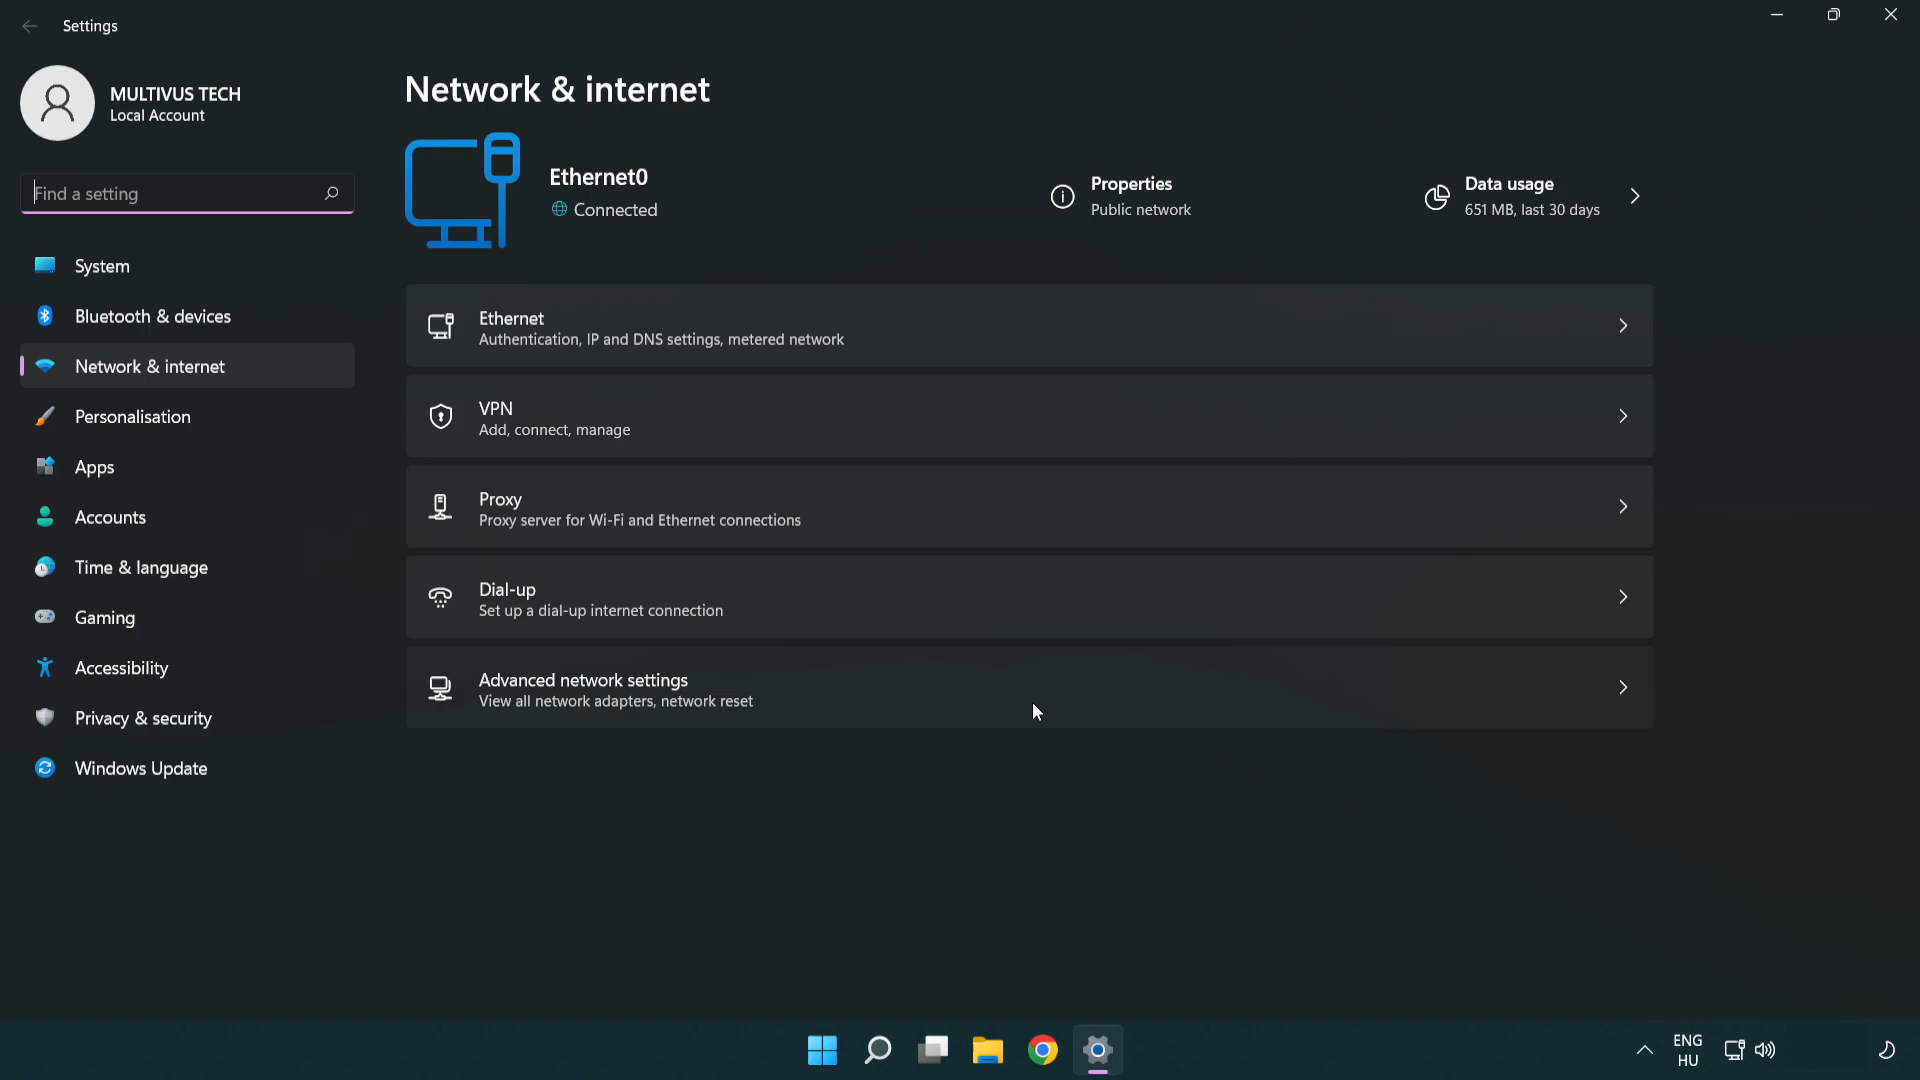 Settings
MULTIVUS TECH
Local Account
Find a setting
System
Bluetooth & devices
Network & internet
Personalisation
Apps
Accounts
Time & language
Gaming
Accessibility
Privacy & security
Windows Update
Network & internet
Ethernet0
Connected
Properties
Public network
Data usage
651 MB, last 30 days
Ethernet
Authentication, IP and DNS settings, metered network
VPN
Add, connect, manage
Proxy
Proxy server for Wi-Fi and Ethernet connections
Dial-up
Set up a dial-up internet connection
Advanced network settings
View all network adapters, network reset
ENG
HU